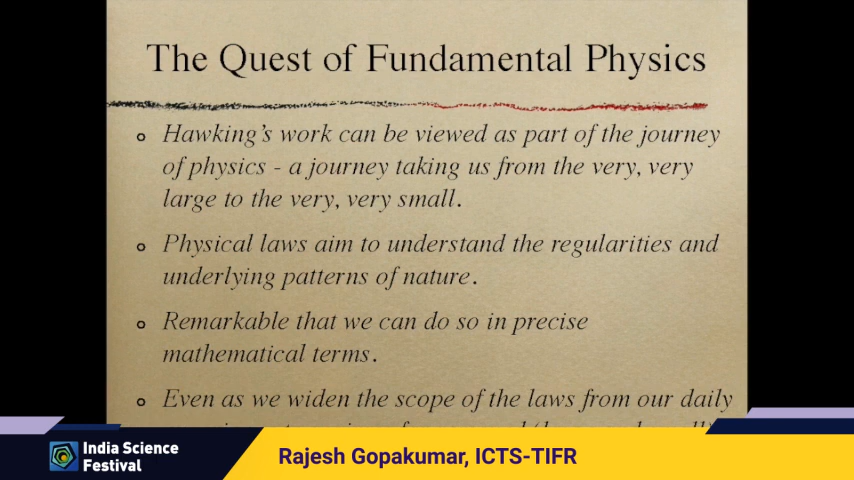 The Quest of Fundamental Physics
Hawking's work can be viewed as part of the journey
of physics - a journey taking us from the very, very
large to the very, very small.
Physical laws aim to understand the regularities and
underlying patterns of nature.
Remarkable that we can do so in precise
mathematical terms.
Even as we widen the scope of the laws from our daily
India Science
Festival
Rajesh Gopakumar, ICTS-TIFR